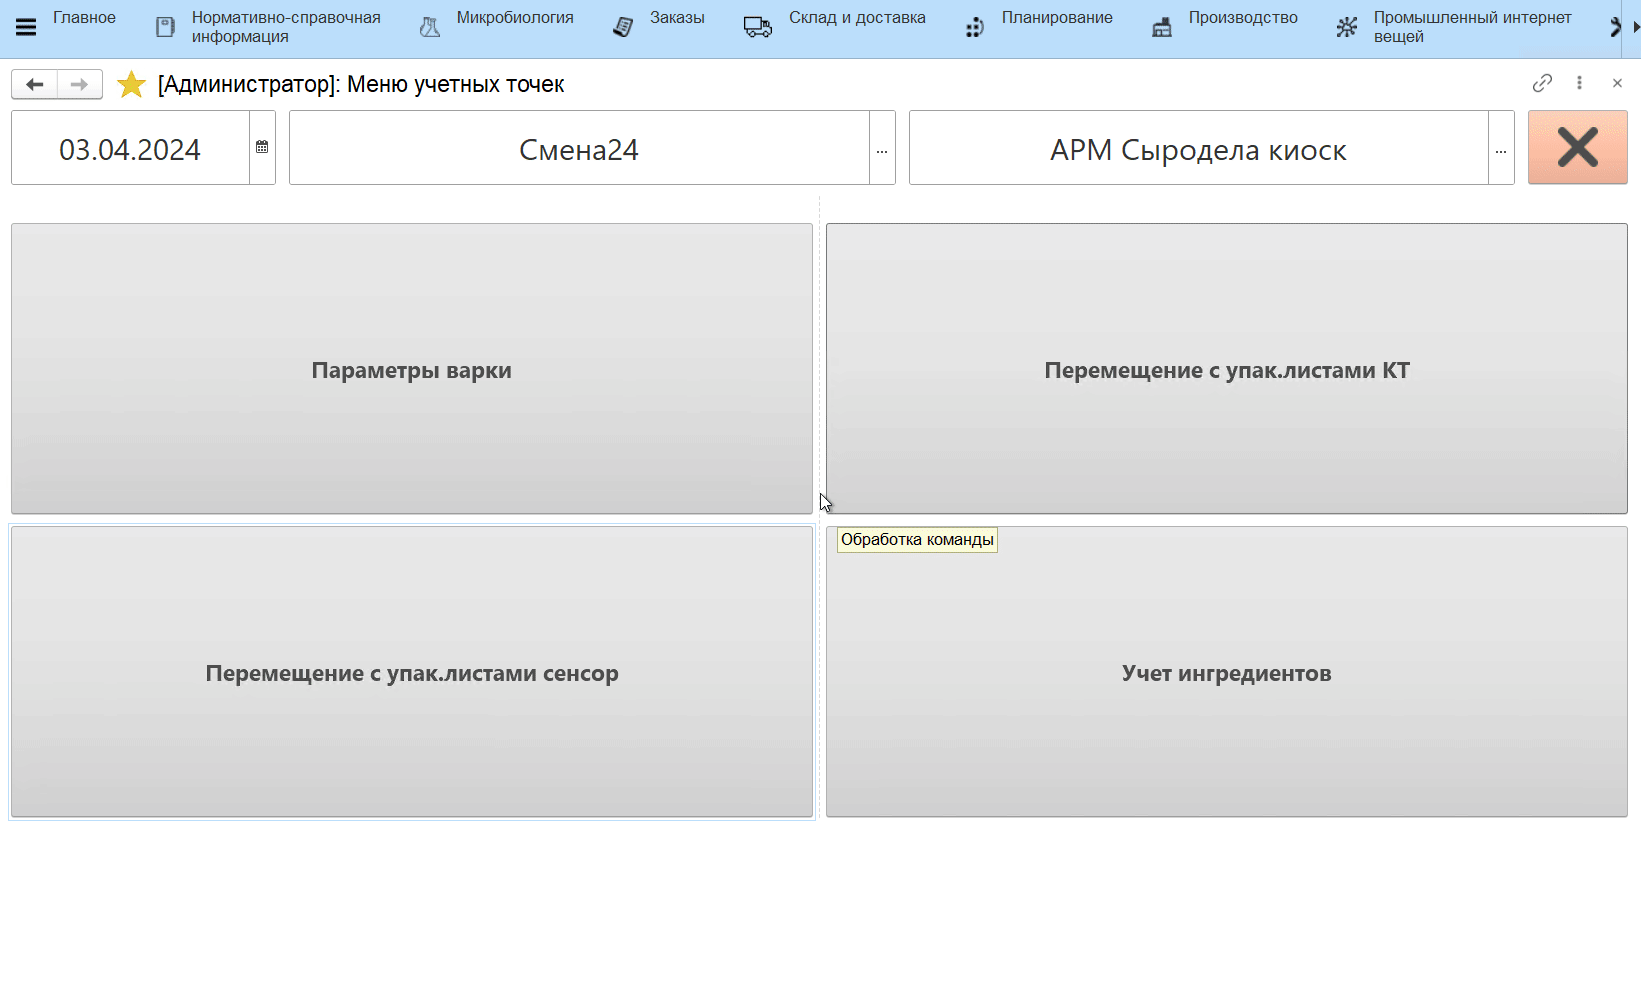 Главное
Нормативно-справочная
информация
Микробиология
Заказы
Склад и доставка
Планирование
Производство
Промышленный интернет
вещей
[Администратор]: Меню учетных точек
03.04.2024
Смена24
...
АРМ Сыродела киоск
...
Параметры варки
Перемещение с упак.листами КТ
Обработка команды
Перемещение с упак.листами сенсор
Учет ингредиентов